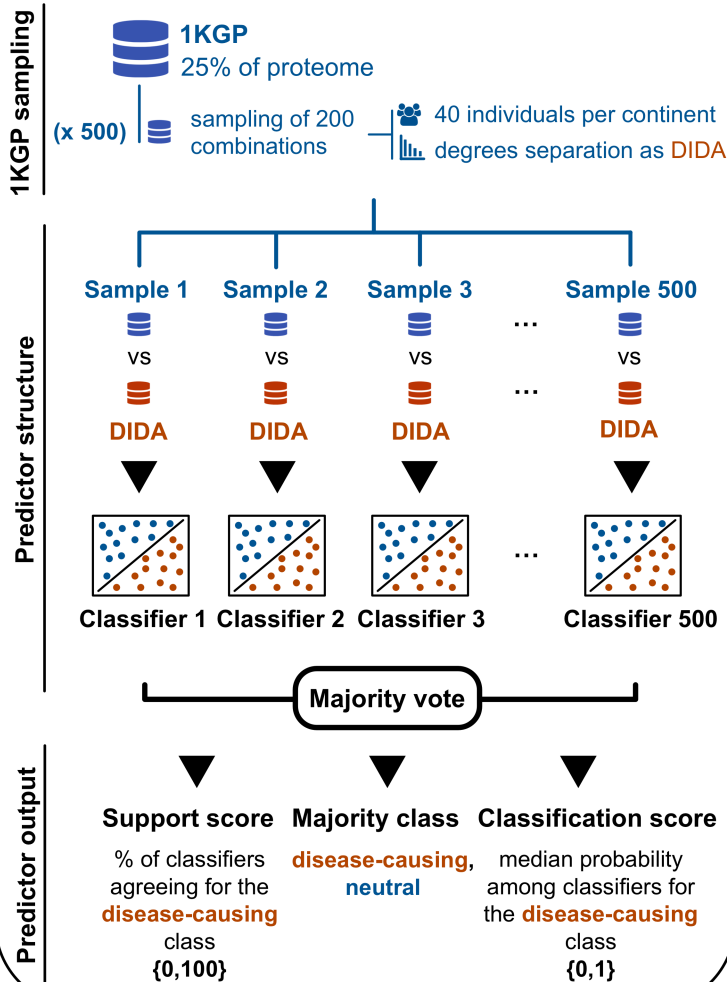 1KGP sampling
1KGP
25% of proteome
(x 500)
sampling of 200
combinations
40 individuals per continent
degrees separation as DIDA
Predictor structure
Sample 1 Sample 2 Sample 3 Sample 500
...
vs vs vs vs
...
DIDA DIDA DIDA DIDA
...
Classifier 1 Classifier 2 Classifier 3 Classifier 500
Majority vote
Predictor output
Support score
% of classifiers
agreeing for the
disease-causing
class
{0,100}
Majority class
disease-causing,
neutral
Classification score
median probability
among classifiers for
the disease-causing
class
{0,1}